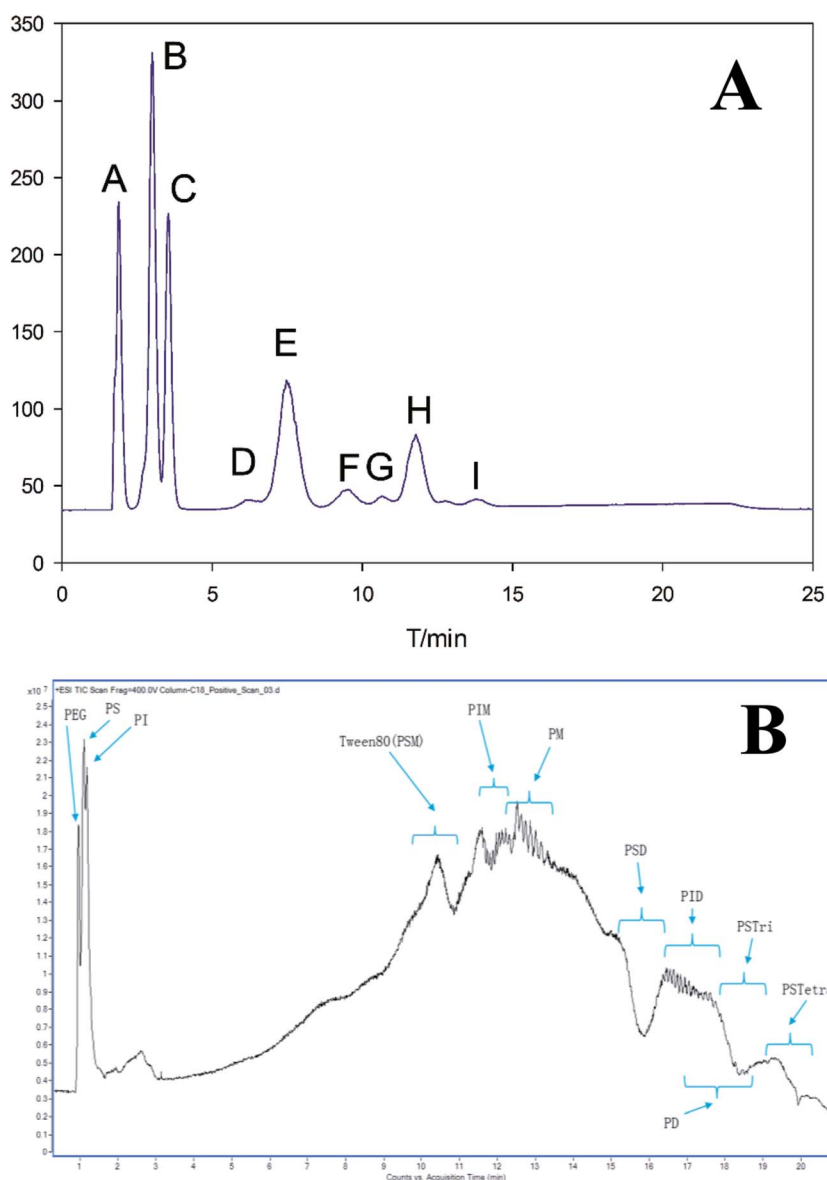 A
350
300
250
200
150
100
50
0
A
B
C
D
E
F
G
H
I
0 5 10 15 20 25
T/min
B
+ESI TIC Scan Frag=400.0V Column-C18_Positive_Scan_03.d
x10 7
2.5
2.4
2.3
2.2
2.1
2
1.9
1.8
1.7
1.6
1.5
1.4
1.3
1.2
1.1
1
0.9
0.8
0.7
0.6
0.5
0.4
0.3
0.2
0.1
0
PEG
PS
PI
Tween80(PSM)
PIM
PM
PSD
PID
PSTri
PSTetra
PD
1 2 3 4 5 6 7 8 9 10 11 12 13 14 15 16 17 18 19 20
Counts vs. Acquisition Time (min)